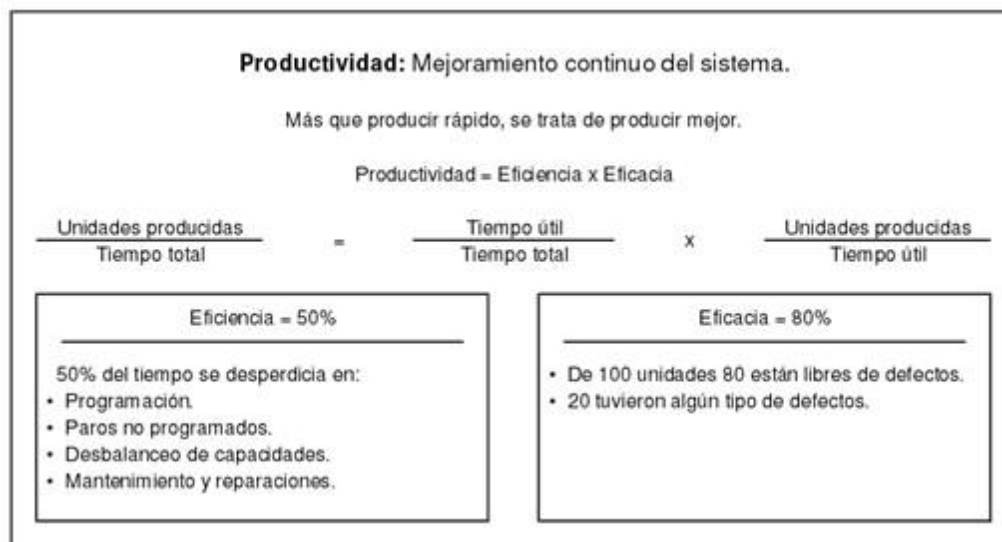 Productividad: Mejoramiento continuo del sistema.
Más que producir rápido, se trata de producir mejor.
Productividad = Eficiencia x Eficacia
Unidades producidas
Tiempo total
=
Tiempo útil
Tiempo total
x
Unidades producidas
Tiempo útil
Eficiencia = 50%
50% del tiempo se desperdicia en:
• Programación.
• Paros no programados.
• Desbalanceo de capacidades.
• Mantenimiento y reparaciones.
Eficacia = 80%
• De 100 unidades 80 están libres de defectos.
• 20 tuvieron algún tipo de defectos.